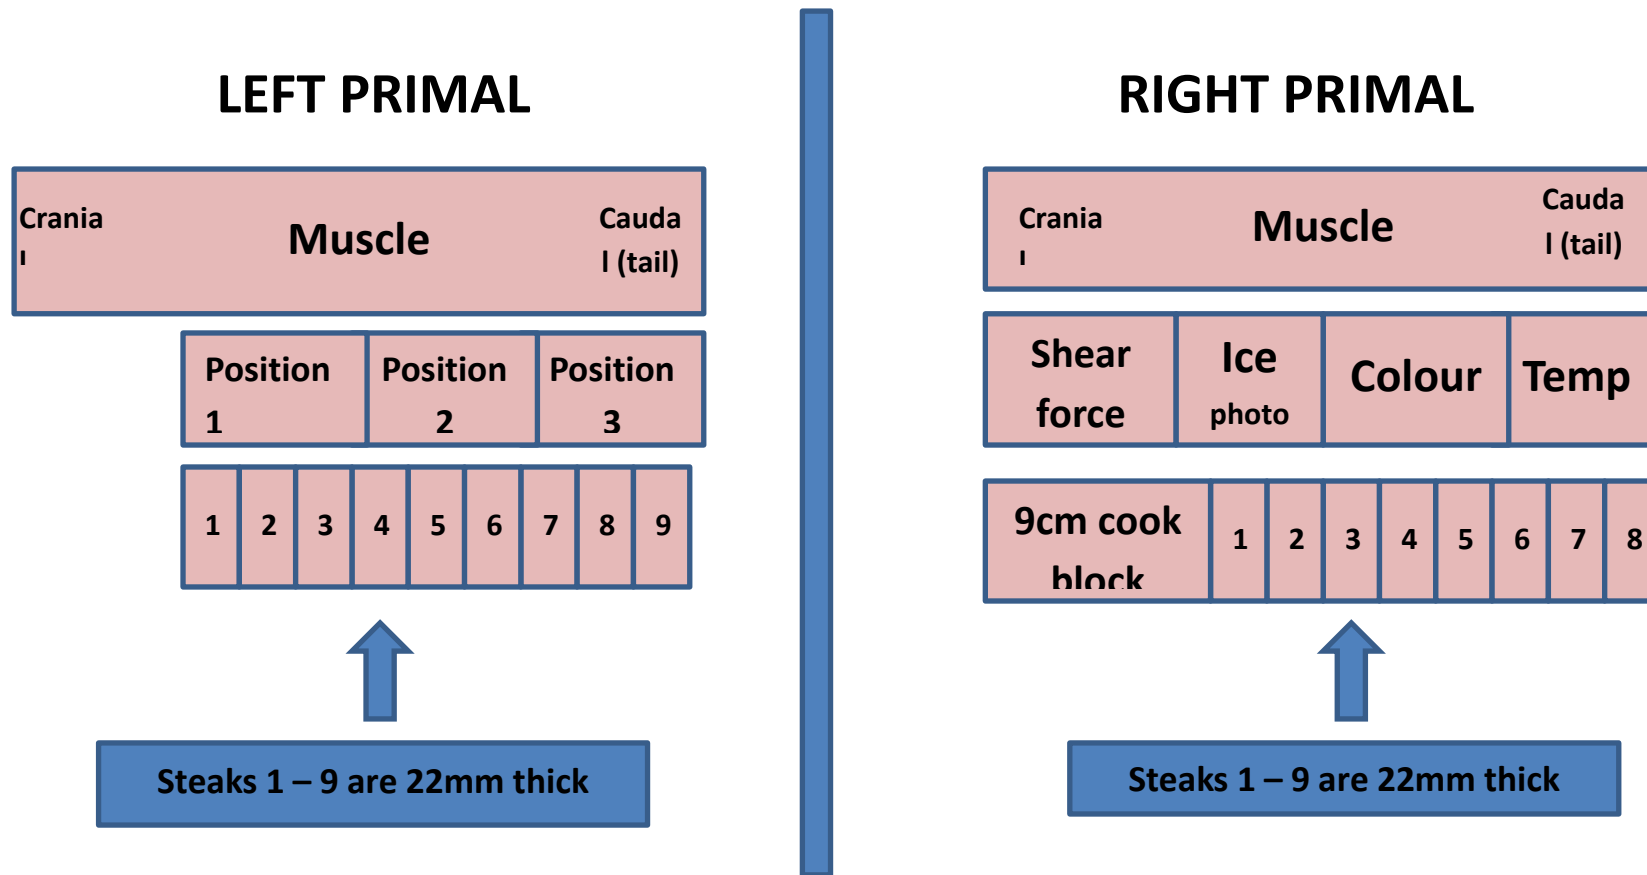 LEFT PRIMAL
Crania
l
Muscle
Cauda
l (tail)
Position
1
Position
2
Position
3
1 2 3 4 5 6 7 8 9
Steaks 1 – 9 are 22mm thick
RIGHT PRIMAL
Crania
l
Muscle
Cauda
l (tail)
Shear
force
Ice
photo
Colour
Temp
9cm cook
block
1 2 3 4 5 6 7 8
Steaks 1 – 9 are 22mm thick